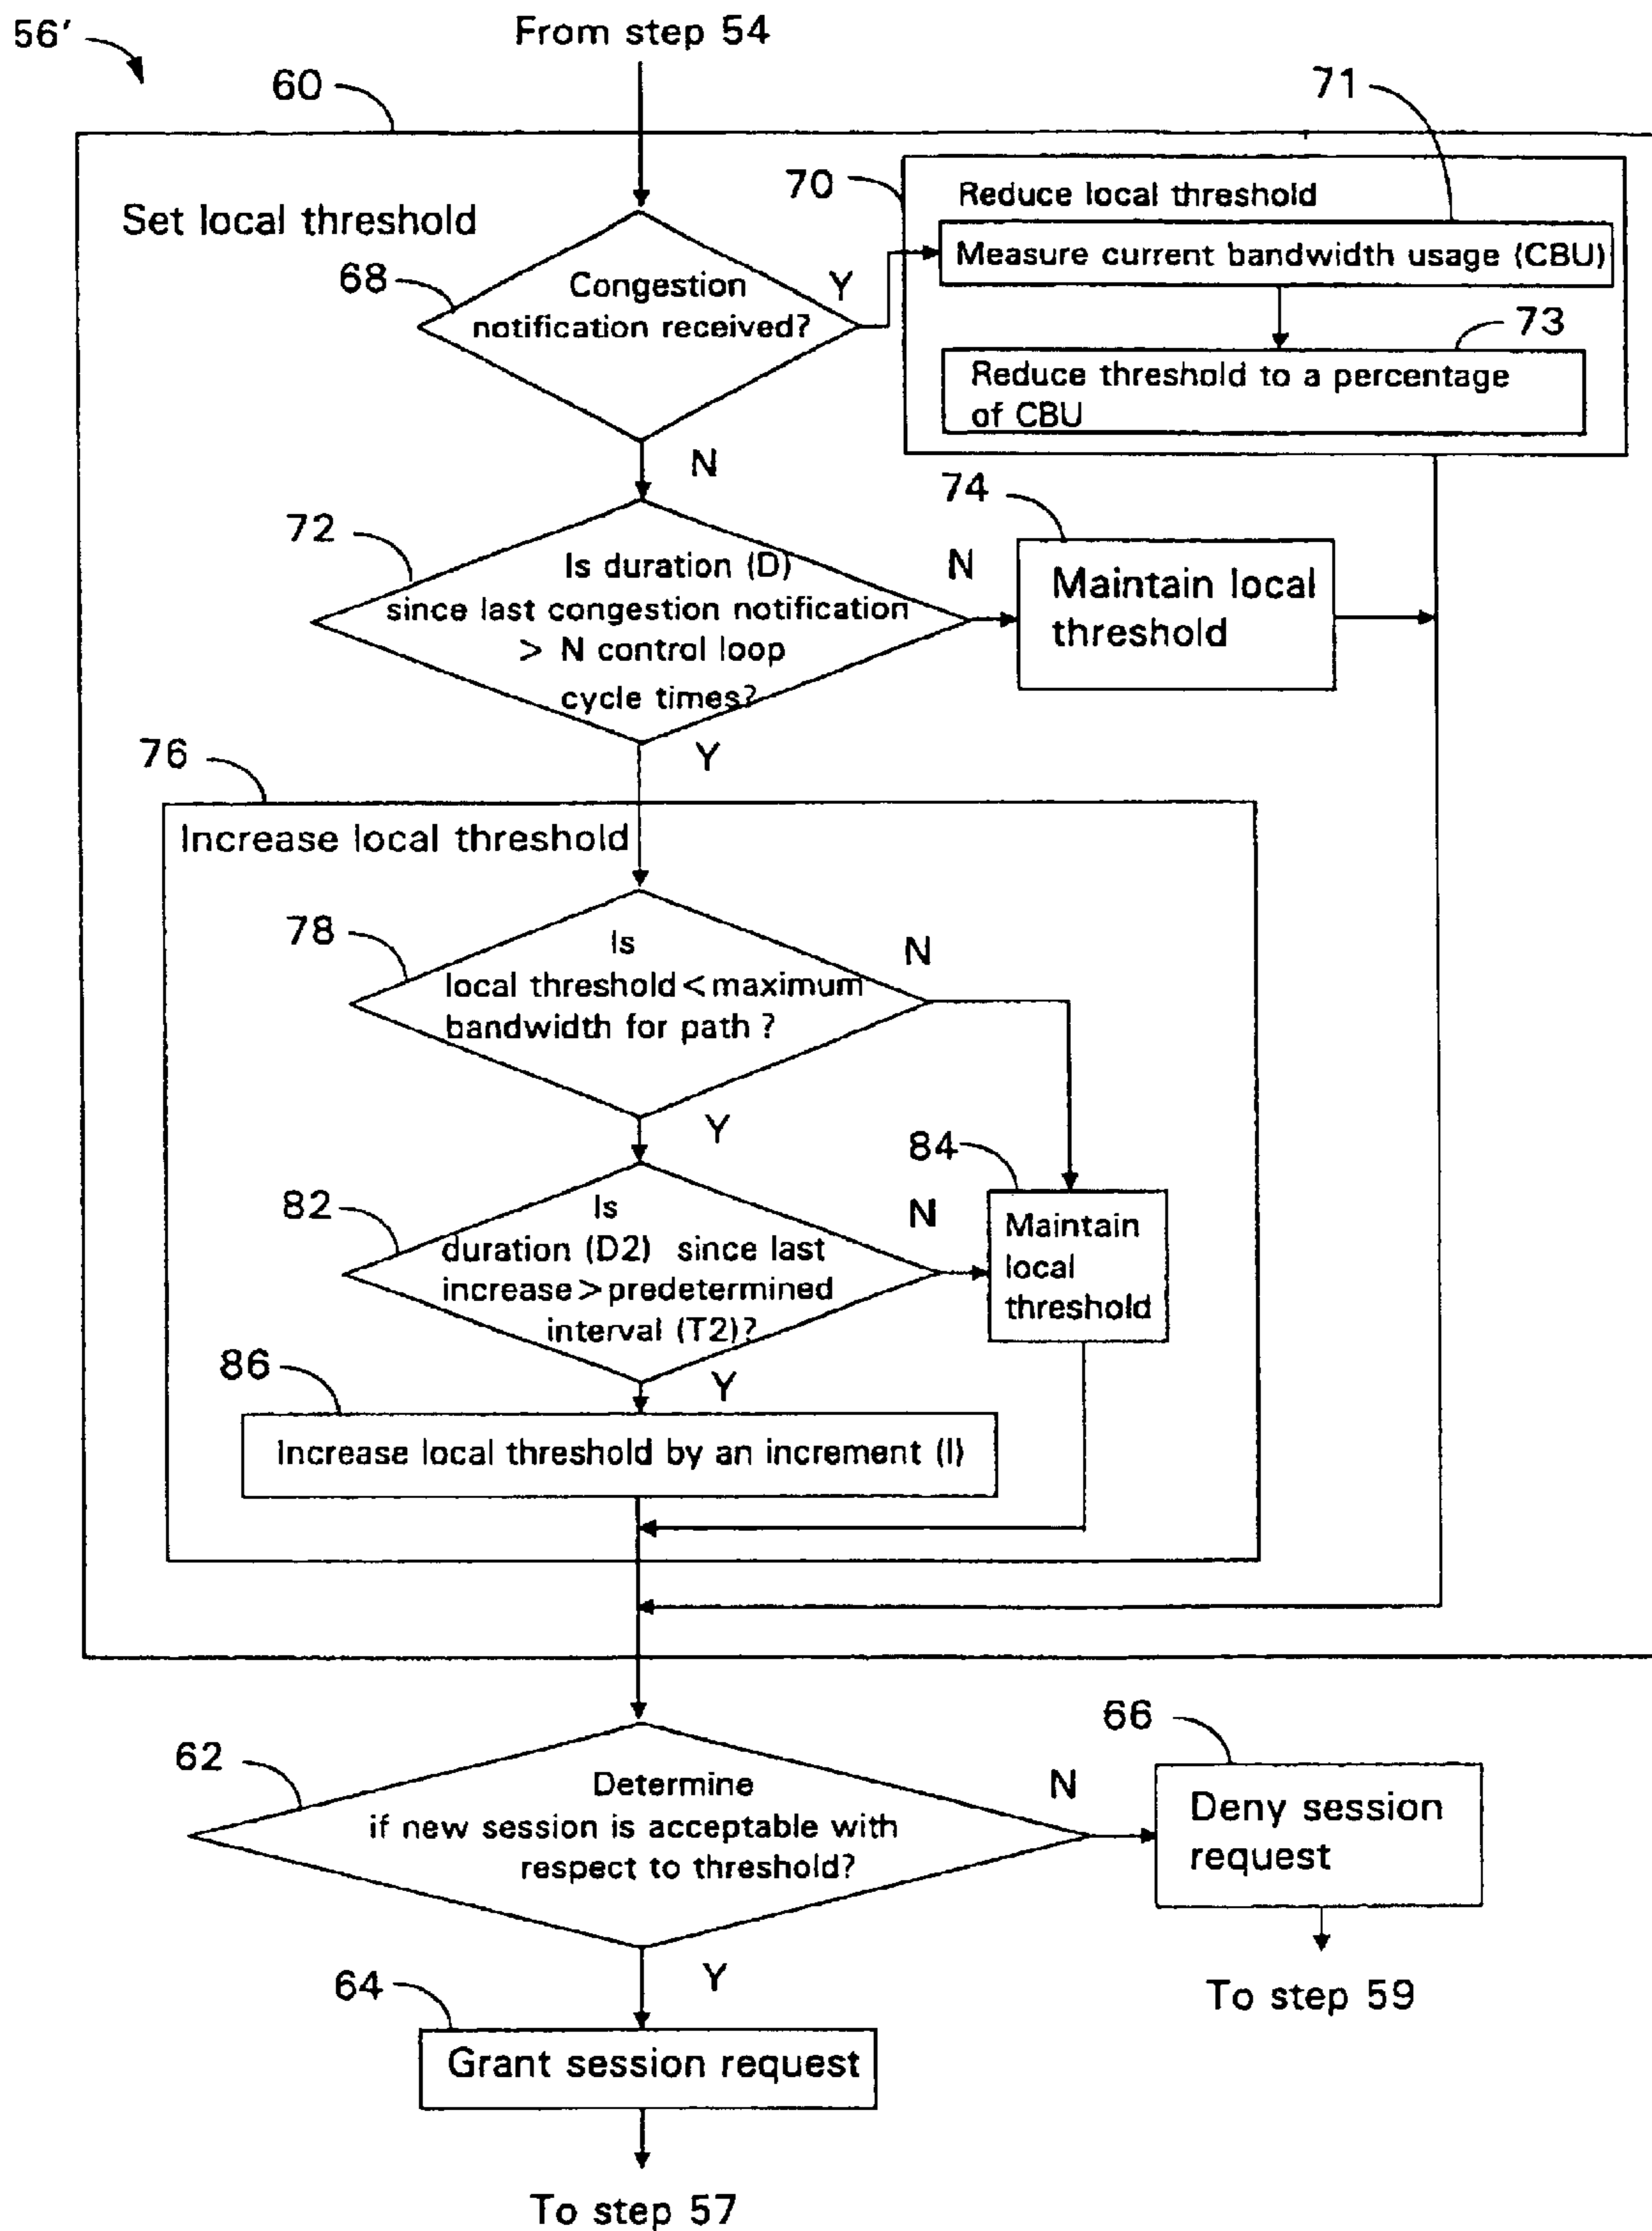 56'
From step 54
60
71
70
Reduce local threshold
Set local threshold
Measure current bandwidth usage (CBU)
68
Congestion
notification received?
Y
73
Reduce threshold to a percentage
of CBU
N
74
72
Is duration (D)
since last congestion notification
> N control loop
cycle times?
N
Maintain local
threshold
Y
76
Increase local threshold
78
Is
local threshold < maximum
bandwidth for path ?
N
Y
84
82
Is
duration (D2) since last
increase > predetermined
interval (T2)?
N
Maintain
local
threshold
86
Y
Increase local threshold by an increment (I)
66
62
Determine
if new session is acceptable with
respect to threshold?
N
Deny session
request
Y
64
To step 59
Grant session request
To step 57